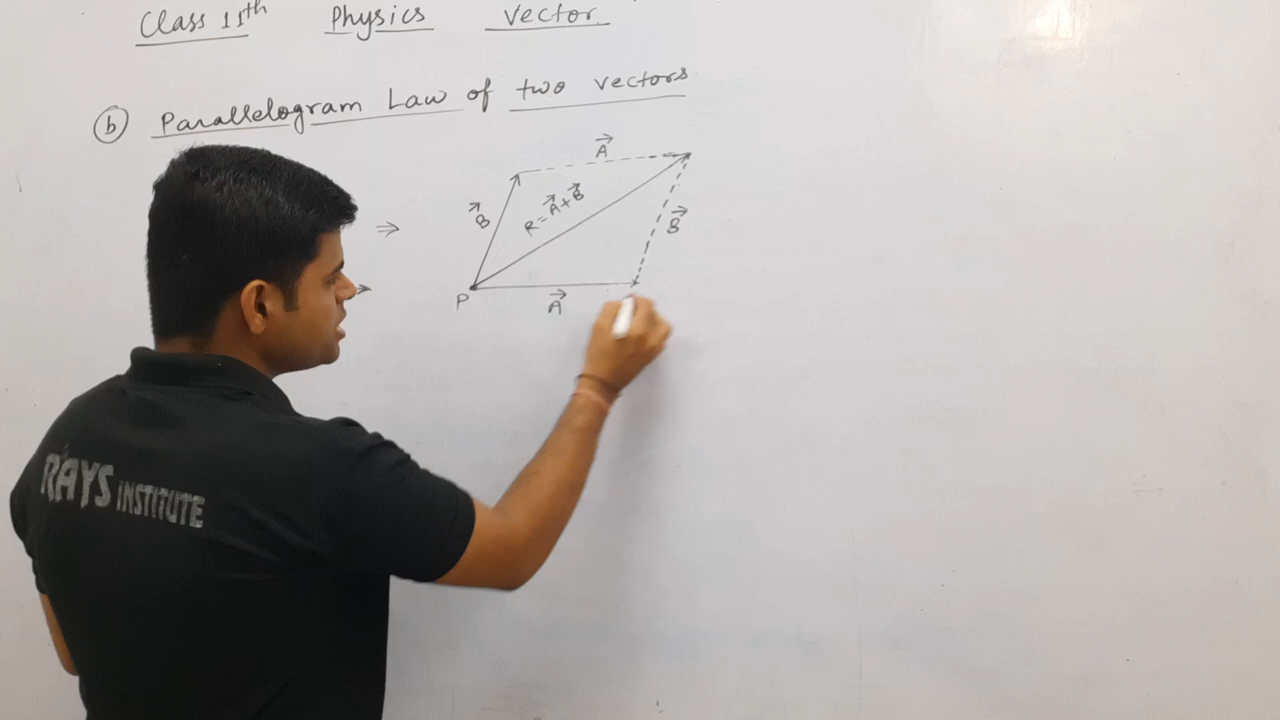 Class 11th Physics Vector
(b) Parallelogram Law of two vectors
A⃗
B⃗
R = A⃗ + B⃗
B⃗
⇒
P
A⃗
RAYS INSTITUTE